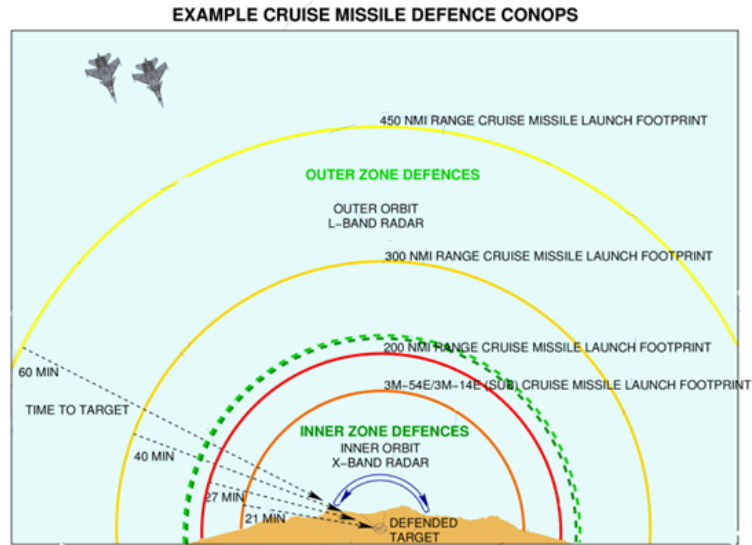 EXAMPLE CRUISE MISSILE DEFENCE CONOPS
450 NMI RANGE CRUISE MISSILE LAUNCH FOOTPRINT
OUTER ZONE DEFENCES
OUTER ORBIT
L-BAND RADAR
300 NMI RANGE CRUISE MISSILE LAUNCH FOOTPRINT
200 NMI RANGE CRUISE MISSILE LAUNCH FOOTPRINT
60 MIN
3M-54E/3M-14E (SUB) CRUISE MISSILE LAUNCH FOOTPRINT
TIME TO TARGET
INNER ZONE DEFENCES
INNER ORBIT
X-BAND RADAR
40 MIN
27 MIN
21 MIN
DEFENDED
TARGET